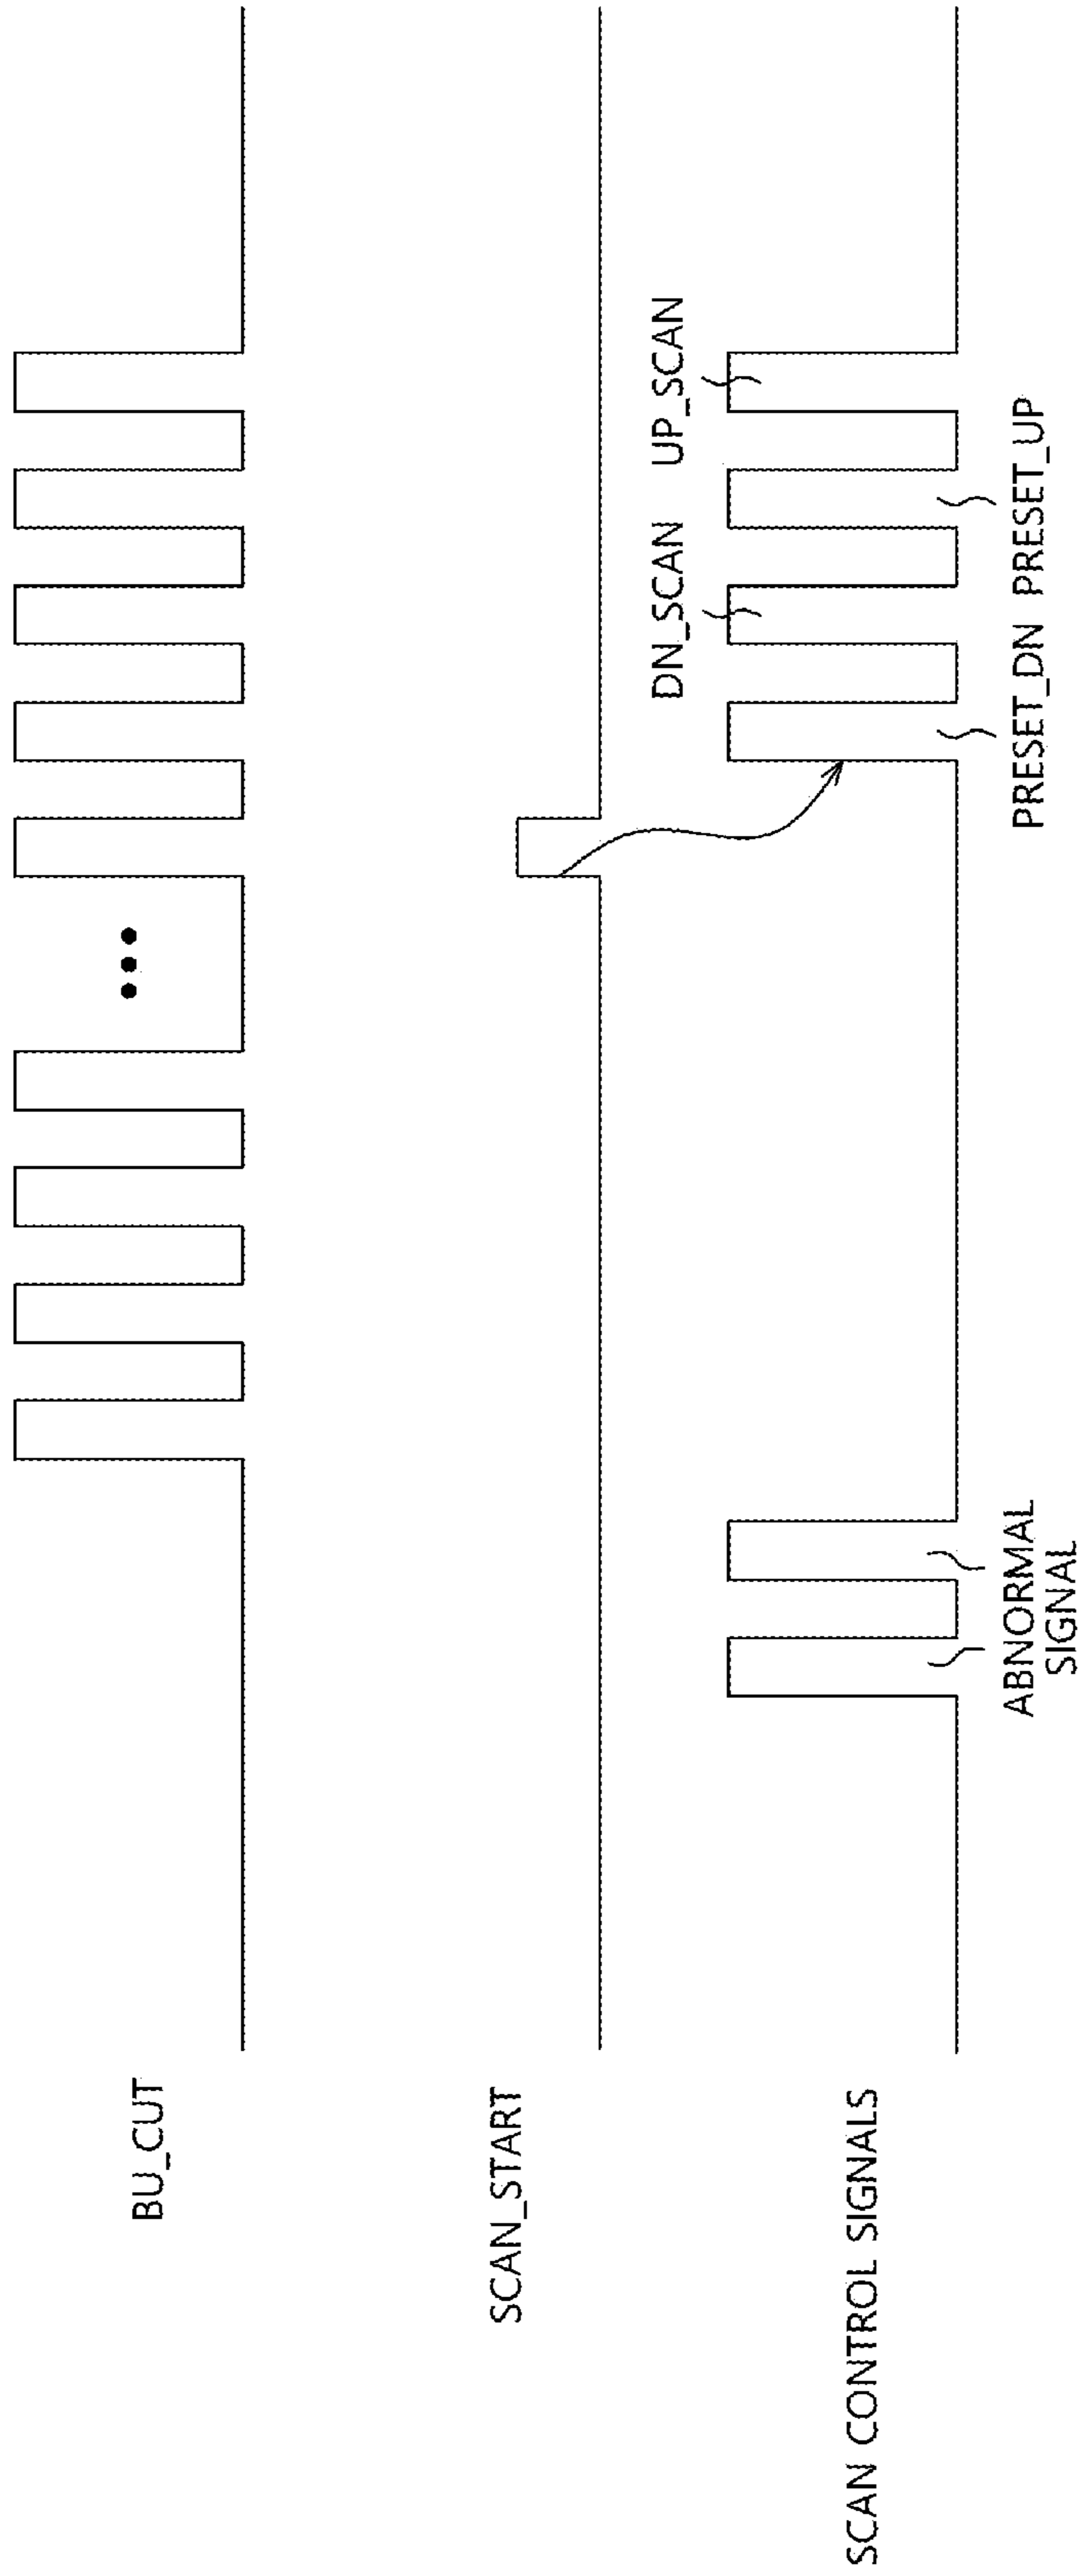 BU_CUT
SCAN_START
SCAN CONTROL SIGNALS
DN_SCAN UP_SCAN
ABNORMAL
SIGNAL
PRESET_DN PRESET_UP